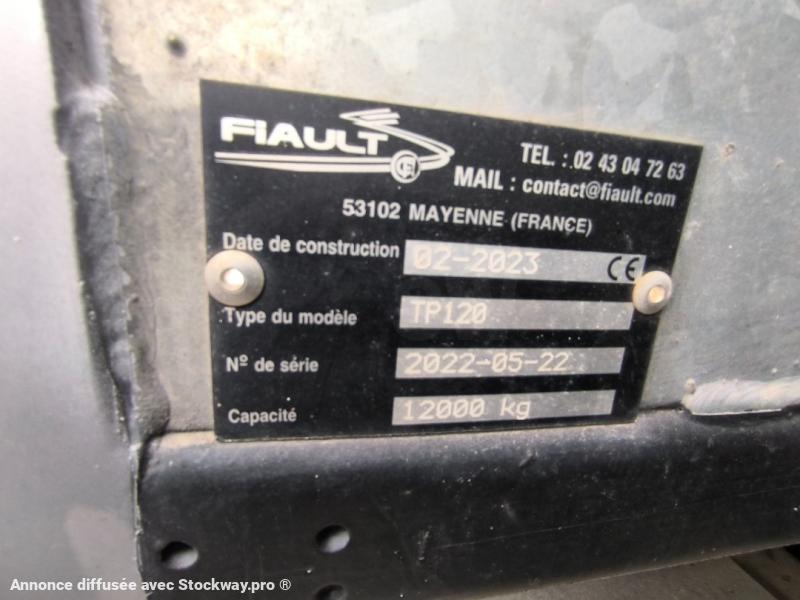 FIAULT
TEL. : 02 43 04 72 63
MAIL : contact@fiault.com
53102 MAYENNE (FRANCE)
Date de construction 02-2023 CE
Type du modèle TP120
Nº de série 2022-05-22
Capacité 12000 kg
Annonce diffusée avec Stockway.pro ®